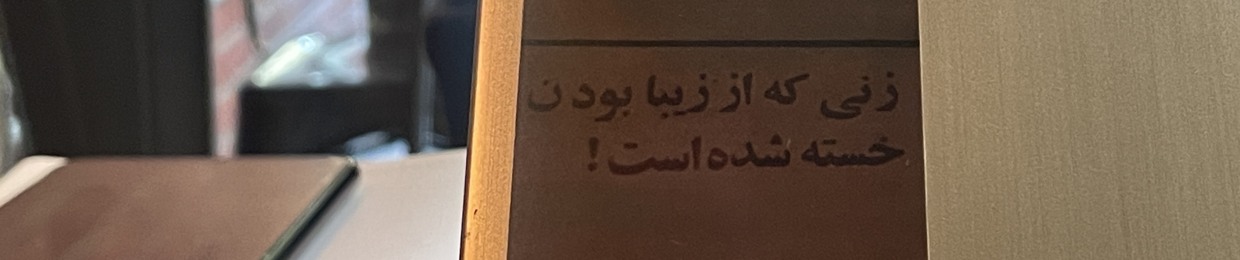 زنی که از زیبا بودن
خسته شده است!